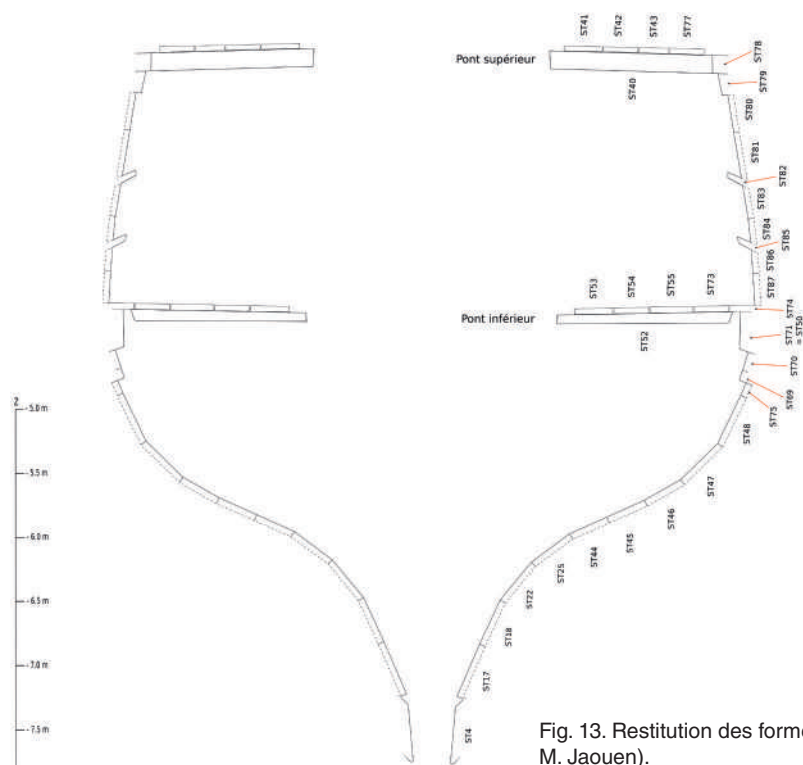 ST41
ST42
ST43
ST77
Pont supérieur
ST78
ST79
ST40
ST80
ST81
ST82
ST83
ST84
ST85
ST86
ST87
ST53
ST54
ST55
ST73
ST74
Pont inférieur
ST52
ST71
= ST50
ST70
ST69
ST75
Z
-5.0 m
ST48
-5.5 m
ST47
ST46
-6.0 m
ST45
ST44
ST25
-6.5 m
ST22
ST18
-7.0 m
ST17
-7.5 m
ST4
Fig. 13. Restitution des forme
M. Jaouen).